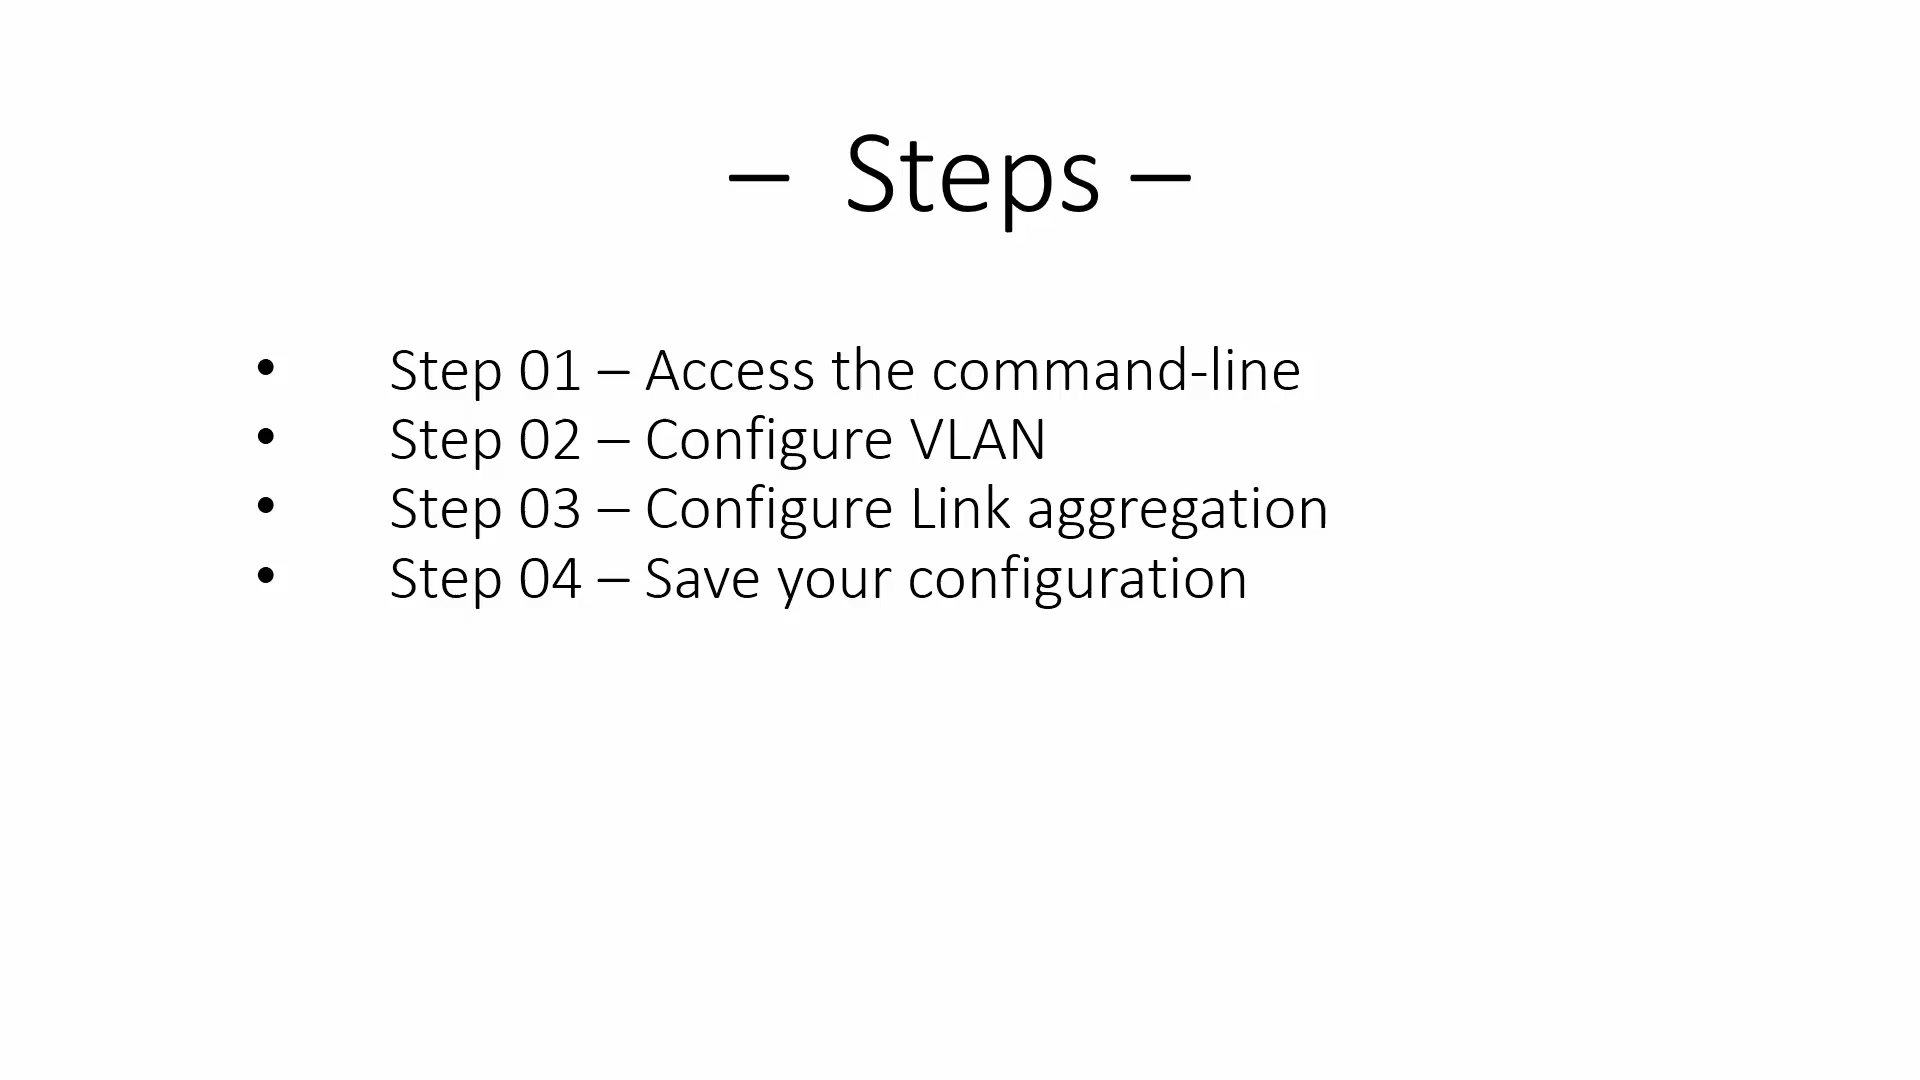 – Steps –
• Step 01 – Access the command-line
• Step 02 – Configure VLAN
• Step 03 – Configure Link aggregation
• Step 04 – Save your configuration